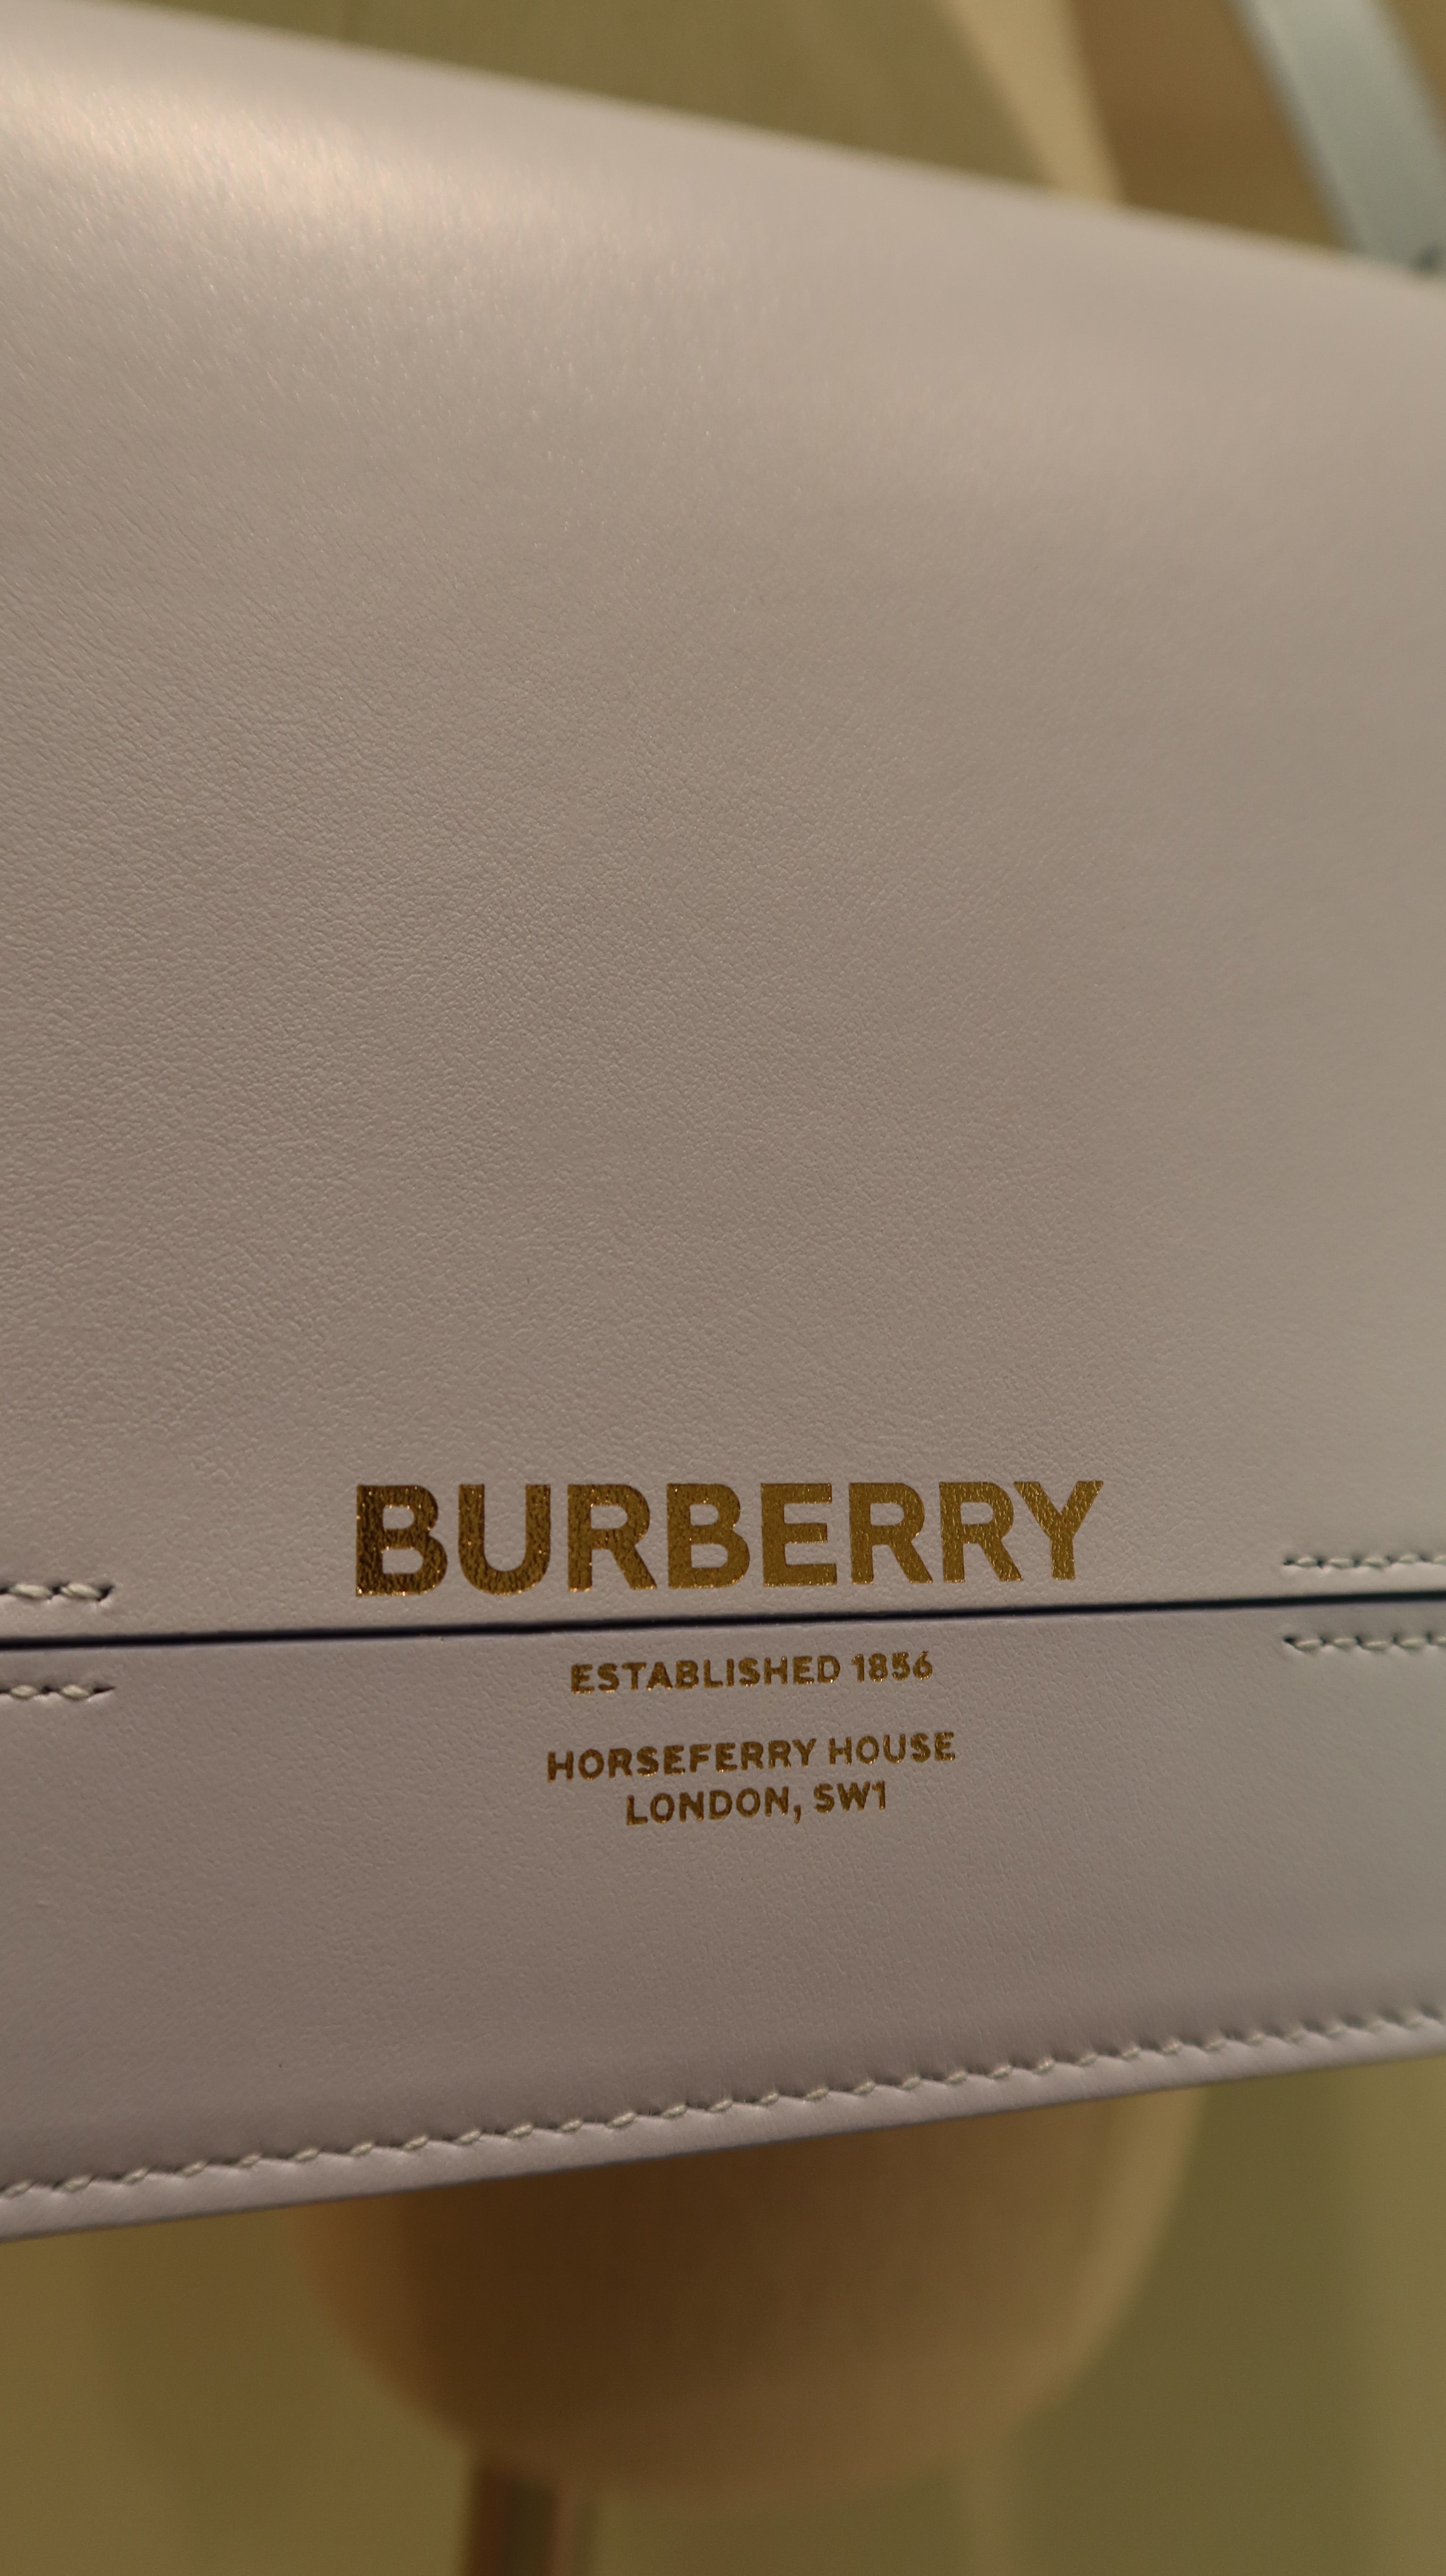 BURBERRY
ESTABLISHED 1856
HORSEFERRY HOUSE
LONDON, SW1